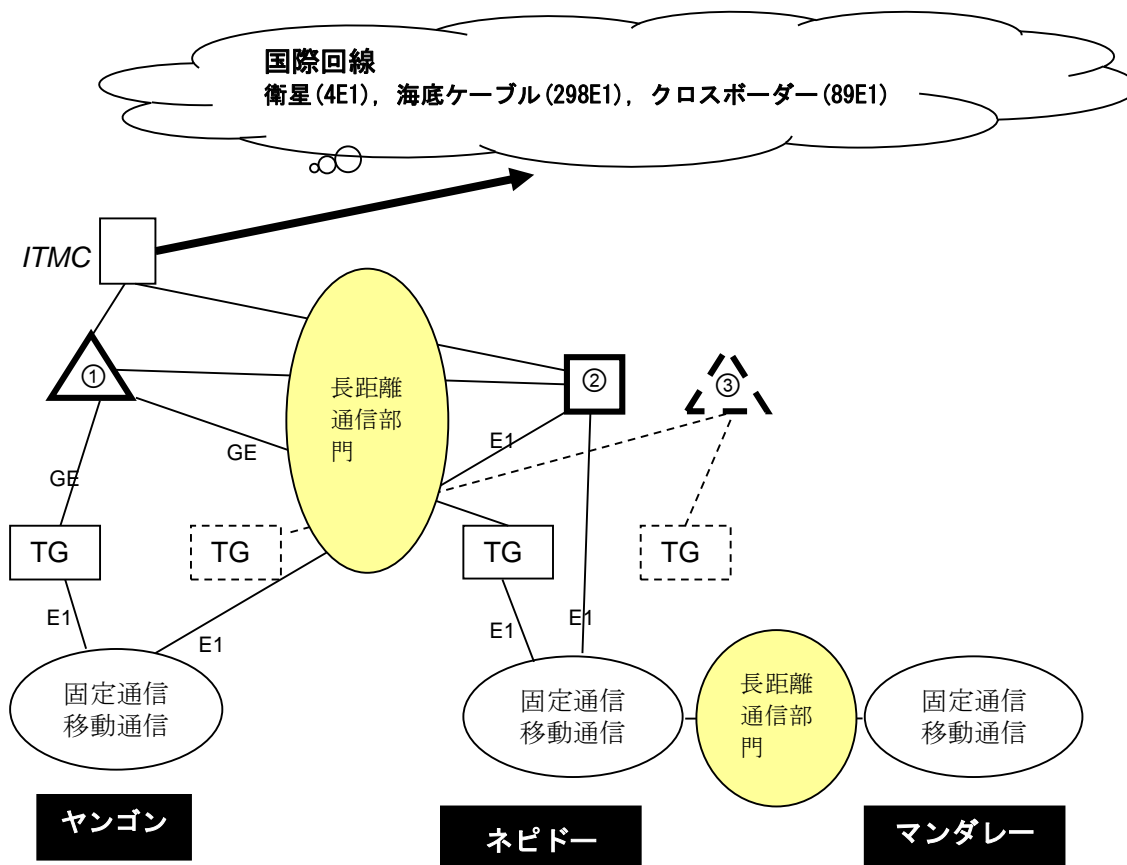 国際回線
衛星(4E1), 海底ケーブル(298E1), クロスボーダー(89E1)
ITMC
①
②
③
長距離
通信部
門
E1
GE
GE
TG
TG
TG
TG
E1
E1
E1
E1
固定通信
移動通信
固定通信
移動通信
長距離
通信部
門
固定通信
移動通信
ヤンゴン
ネピドー
マンダレー